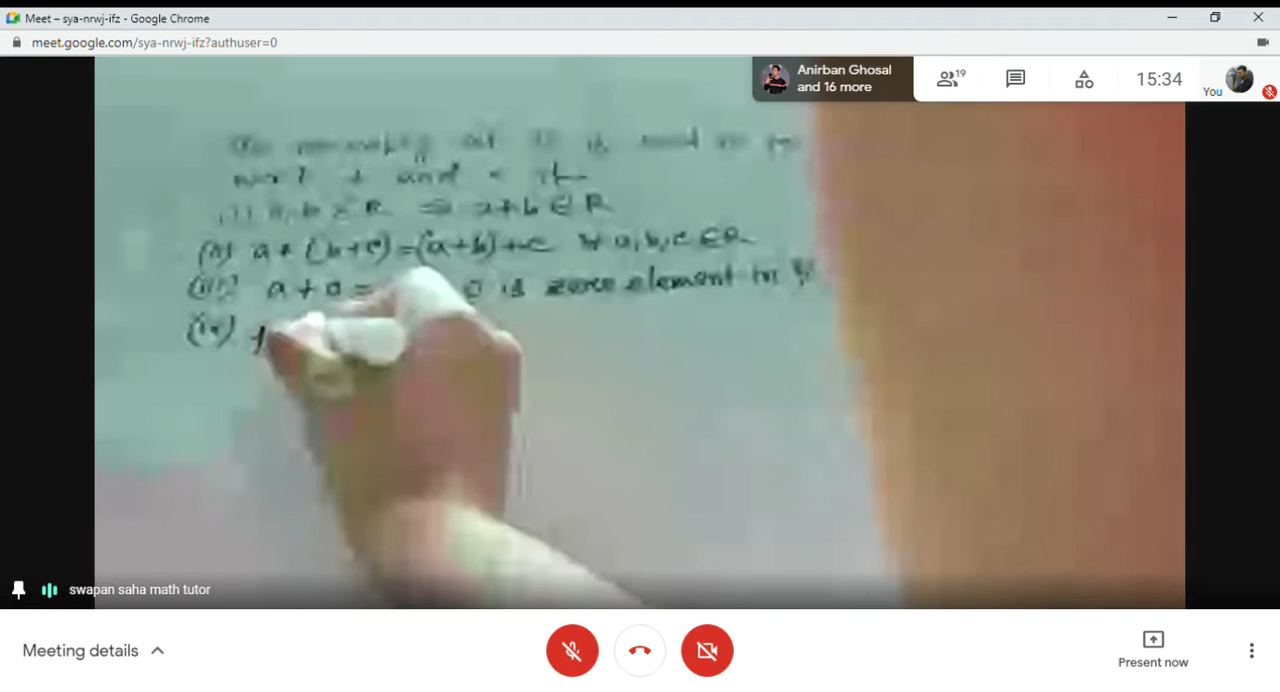 Meet – sya-nrwj-ifz - Google Chrome
meet.google.com/sya-nrwj-ifz?authuser=0
Anirban Ghosal
and 16 more
19
15:34
You
is
and
(i) a, b ∈ R ⇒ a+b ∈ R
(ii) a + (b+c) = (a+b)+c ∀ a,b,c ∈ R
(iii) a + 0 = 0 is zero element in
(iv)
swapan saha math tutor
Meeting details
Present now